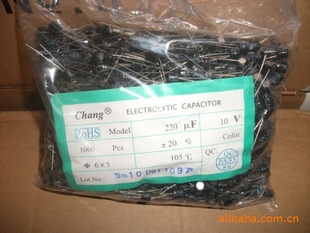 Chang® ELECTROLYTIC CAPACITOR
RoHS Model 220 µF 10 V
1000 Pcs ± 20 % Color
Φ 6×5 105℃ QC
QC
PASS
Lot No.
alibaba.com.cn